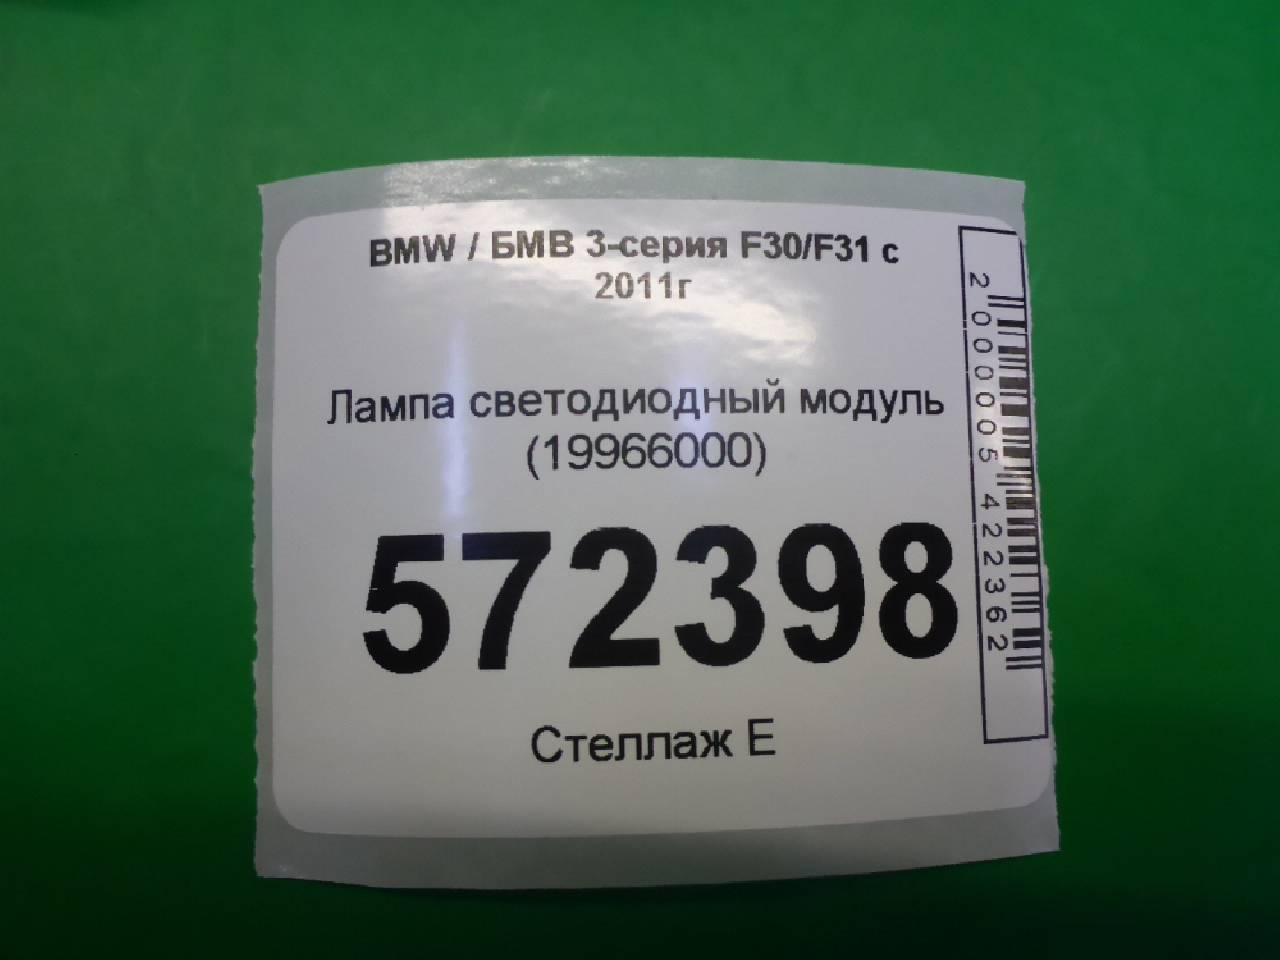 BMW / БМВ 3-серия F30/F31 с
2011г
Лампа светодиодный модуль
(19966000)
572398
Стеллаж Е
2000005422362